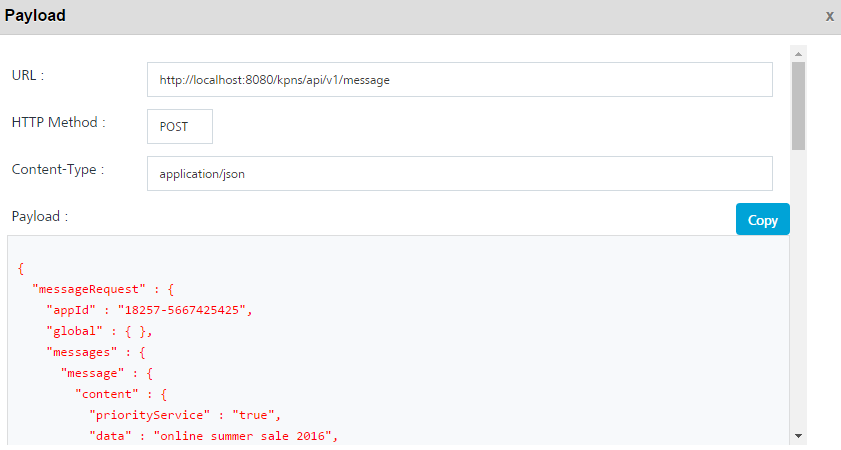 Payload x
URL : http://localhost:8080/kpns/api/v1/message
HTTP Method : POST
Content-Type : application/json
Payload : Copy
{
"messageRequest" : {
"appId" : "18257-5667425425",
"global" : { },
"messages" : {
"message" : {
"content" : {
"priorityService" : "true",
"data" : "online summer sale 2016",